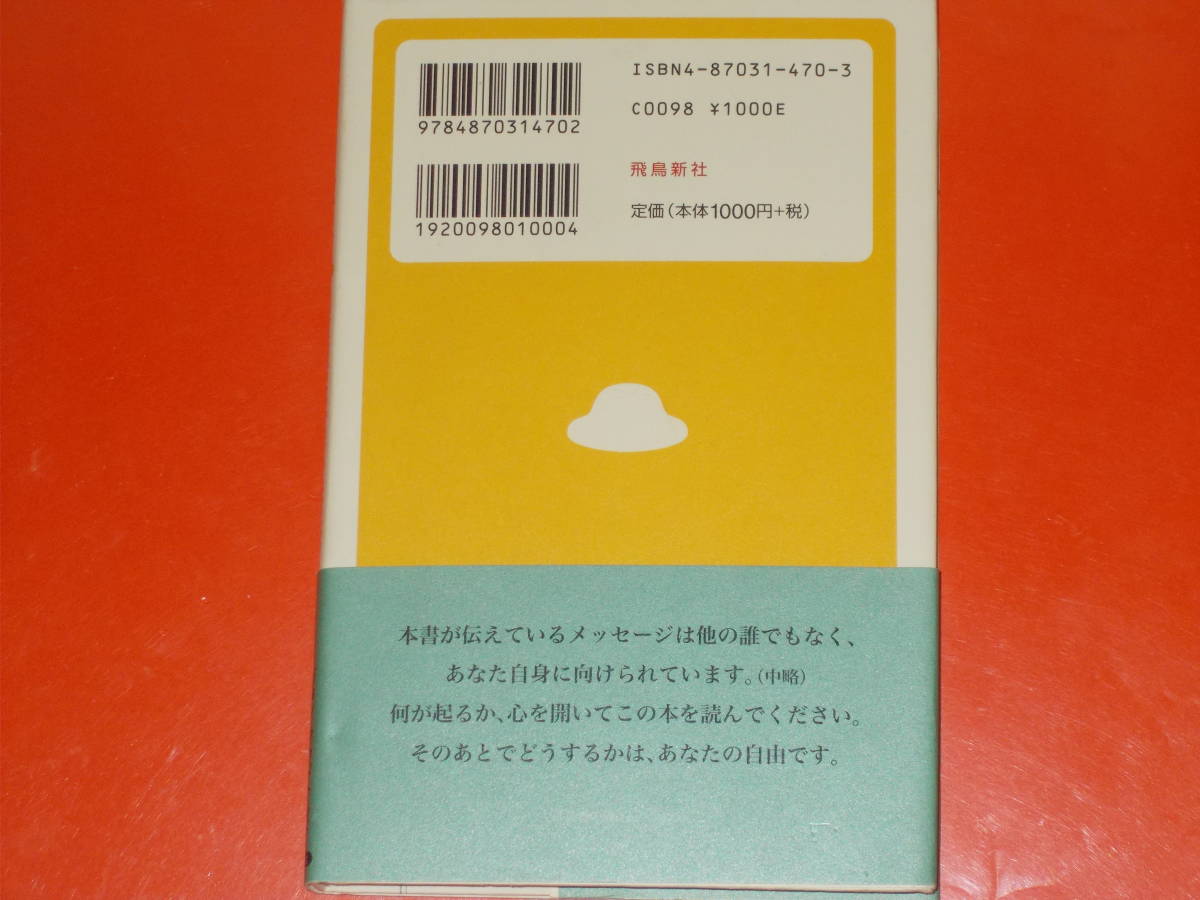 ISBN4-87031-470-3
9784870314702
C0098 ¥1000E
飛鳥新社
1920098010004
定価(本体1000円+税)
本書が伝えているメッセージは他の誰でもなく、
あなた自身に向けられています。(中略)
何が起るか、心を開いてこの本を読んでください。
そのあとでどうするかは、あなたの自由です。